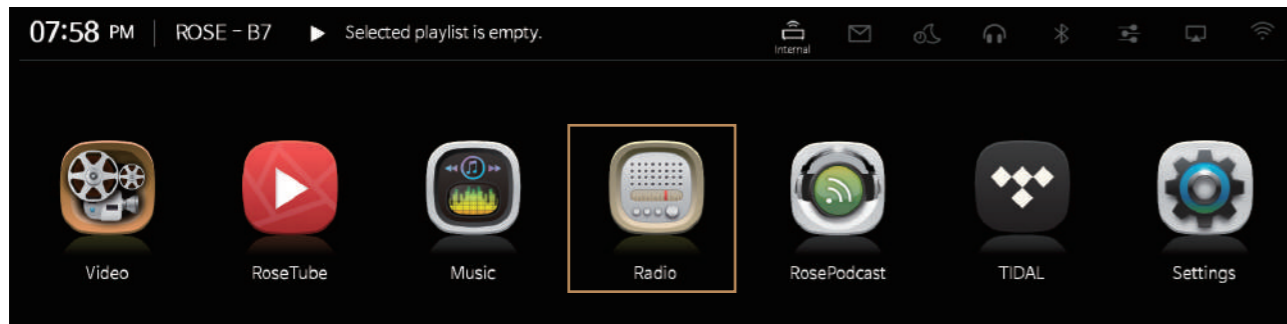 07:58 PM ROSE - B7 Selected playlist is empty.
Internal
Video RoseTube Music Radio RosePodcast TIDAL Settings